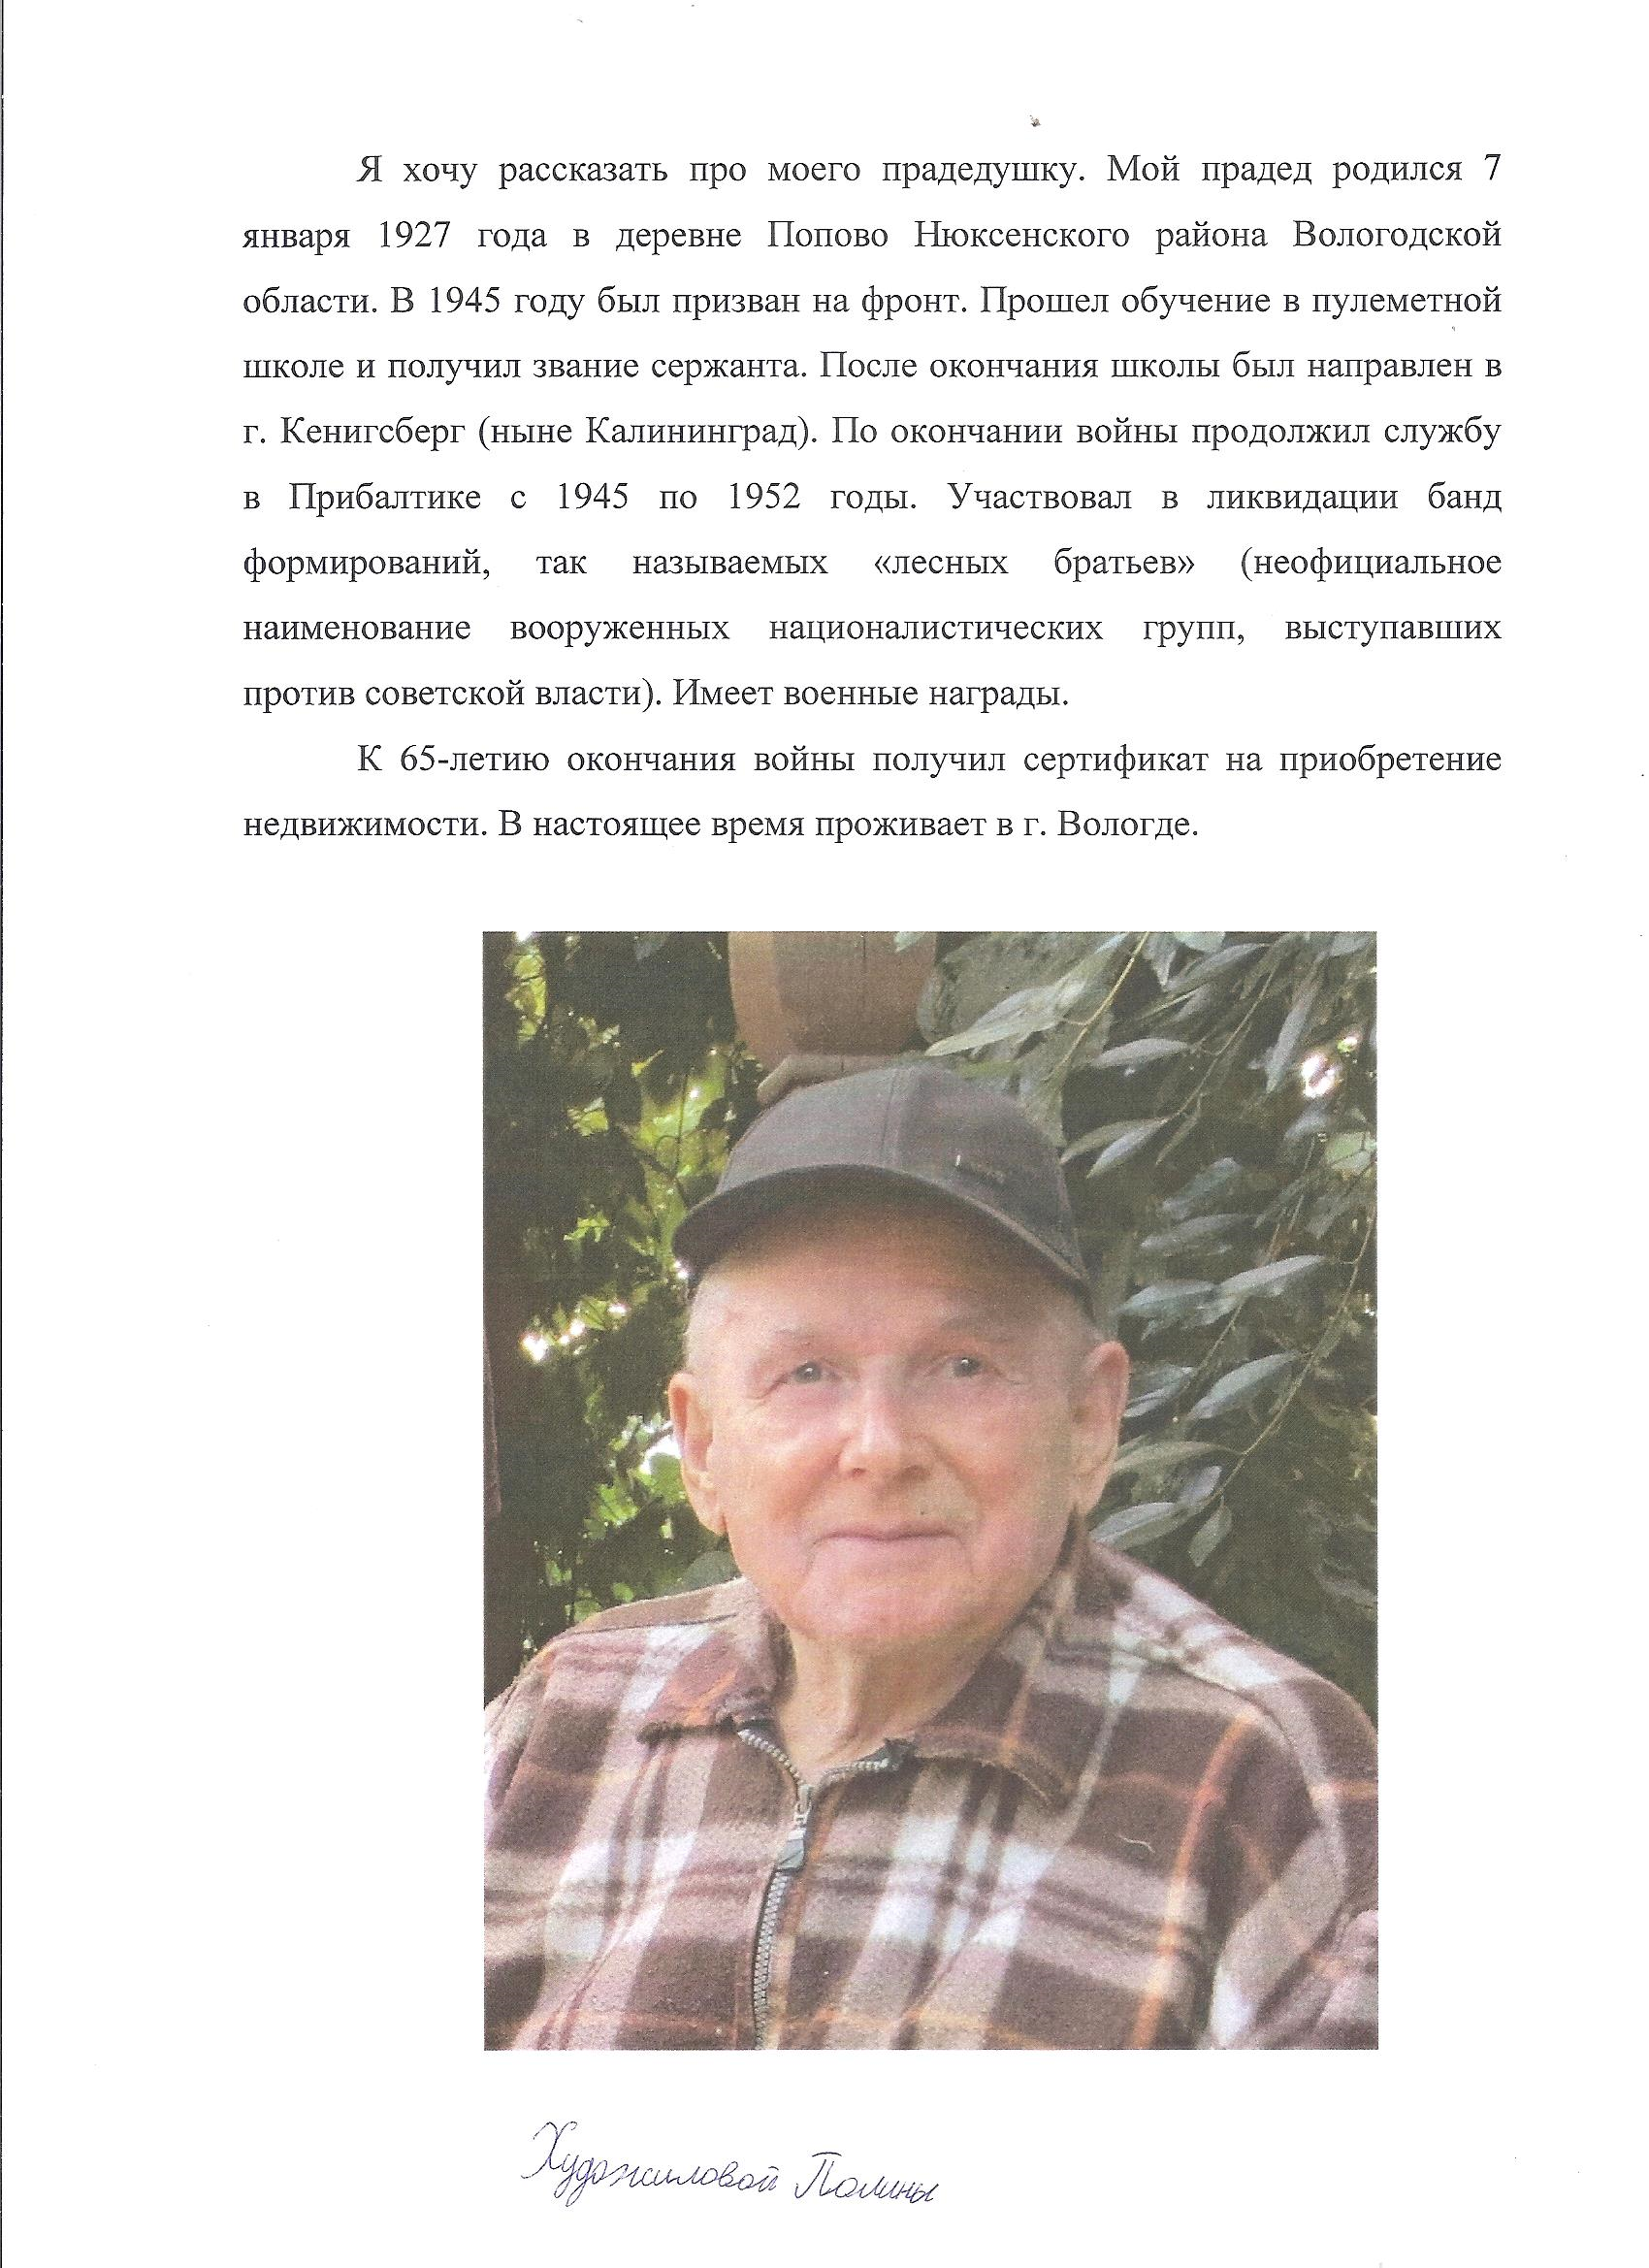 Я хочу рассказать про моего прадедушку. Мой прадед родился 7
января 1927 года в деревне Попово Нюксенского района Вологодской
области. В 1945 году был призван на фронт. Прошел обучение в пулеметной
школе и получил звание сержанта. После окончания школы был направлен в
г. Кенигсберг (ныне Калининград). По окончании войны продолжил службу
в Прибалтике с 1945 по 1952 годы. Участвовал в ликвидации банд
формирований, так называемых «лесных братьев» (неофициальное
наименование вооруженных националистических групп, выступавших
против советской власти). Имеет военные награды.
К 65-летию окончания войны получил сертификат на приобретение
недвижимости. В настоящее время проживает в г. Вологде.
Художиловой Полины